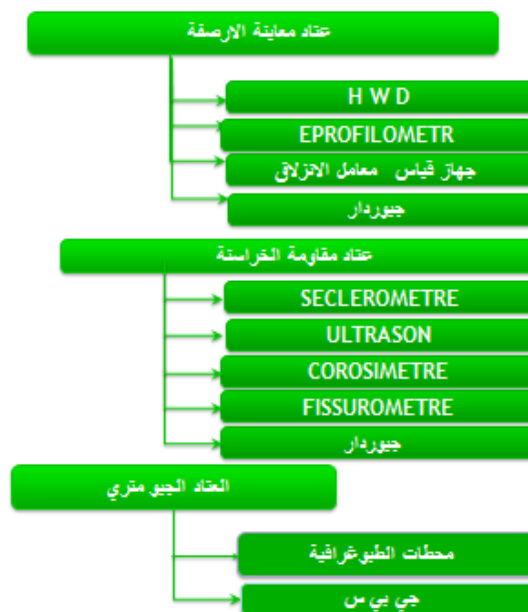 عتاد معاينة الارصفة
H W D
EPROFILOMETR
جهاز قياس معامل الانزلاق
جيوردار
عتاد مقاومة الخراسنة
SECLEROMETRE
ULTRASON
COROSIMETRE
FISSUROMETRE
جيوردار
العتاد الجيو متري
محطات الطبوغرافية
جي بي س